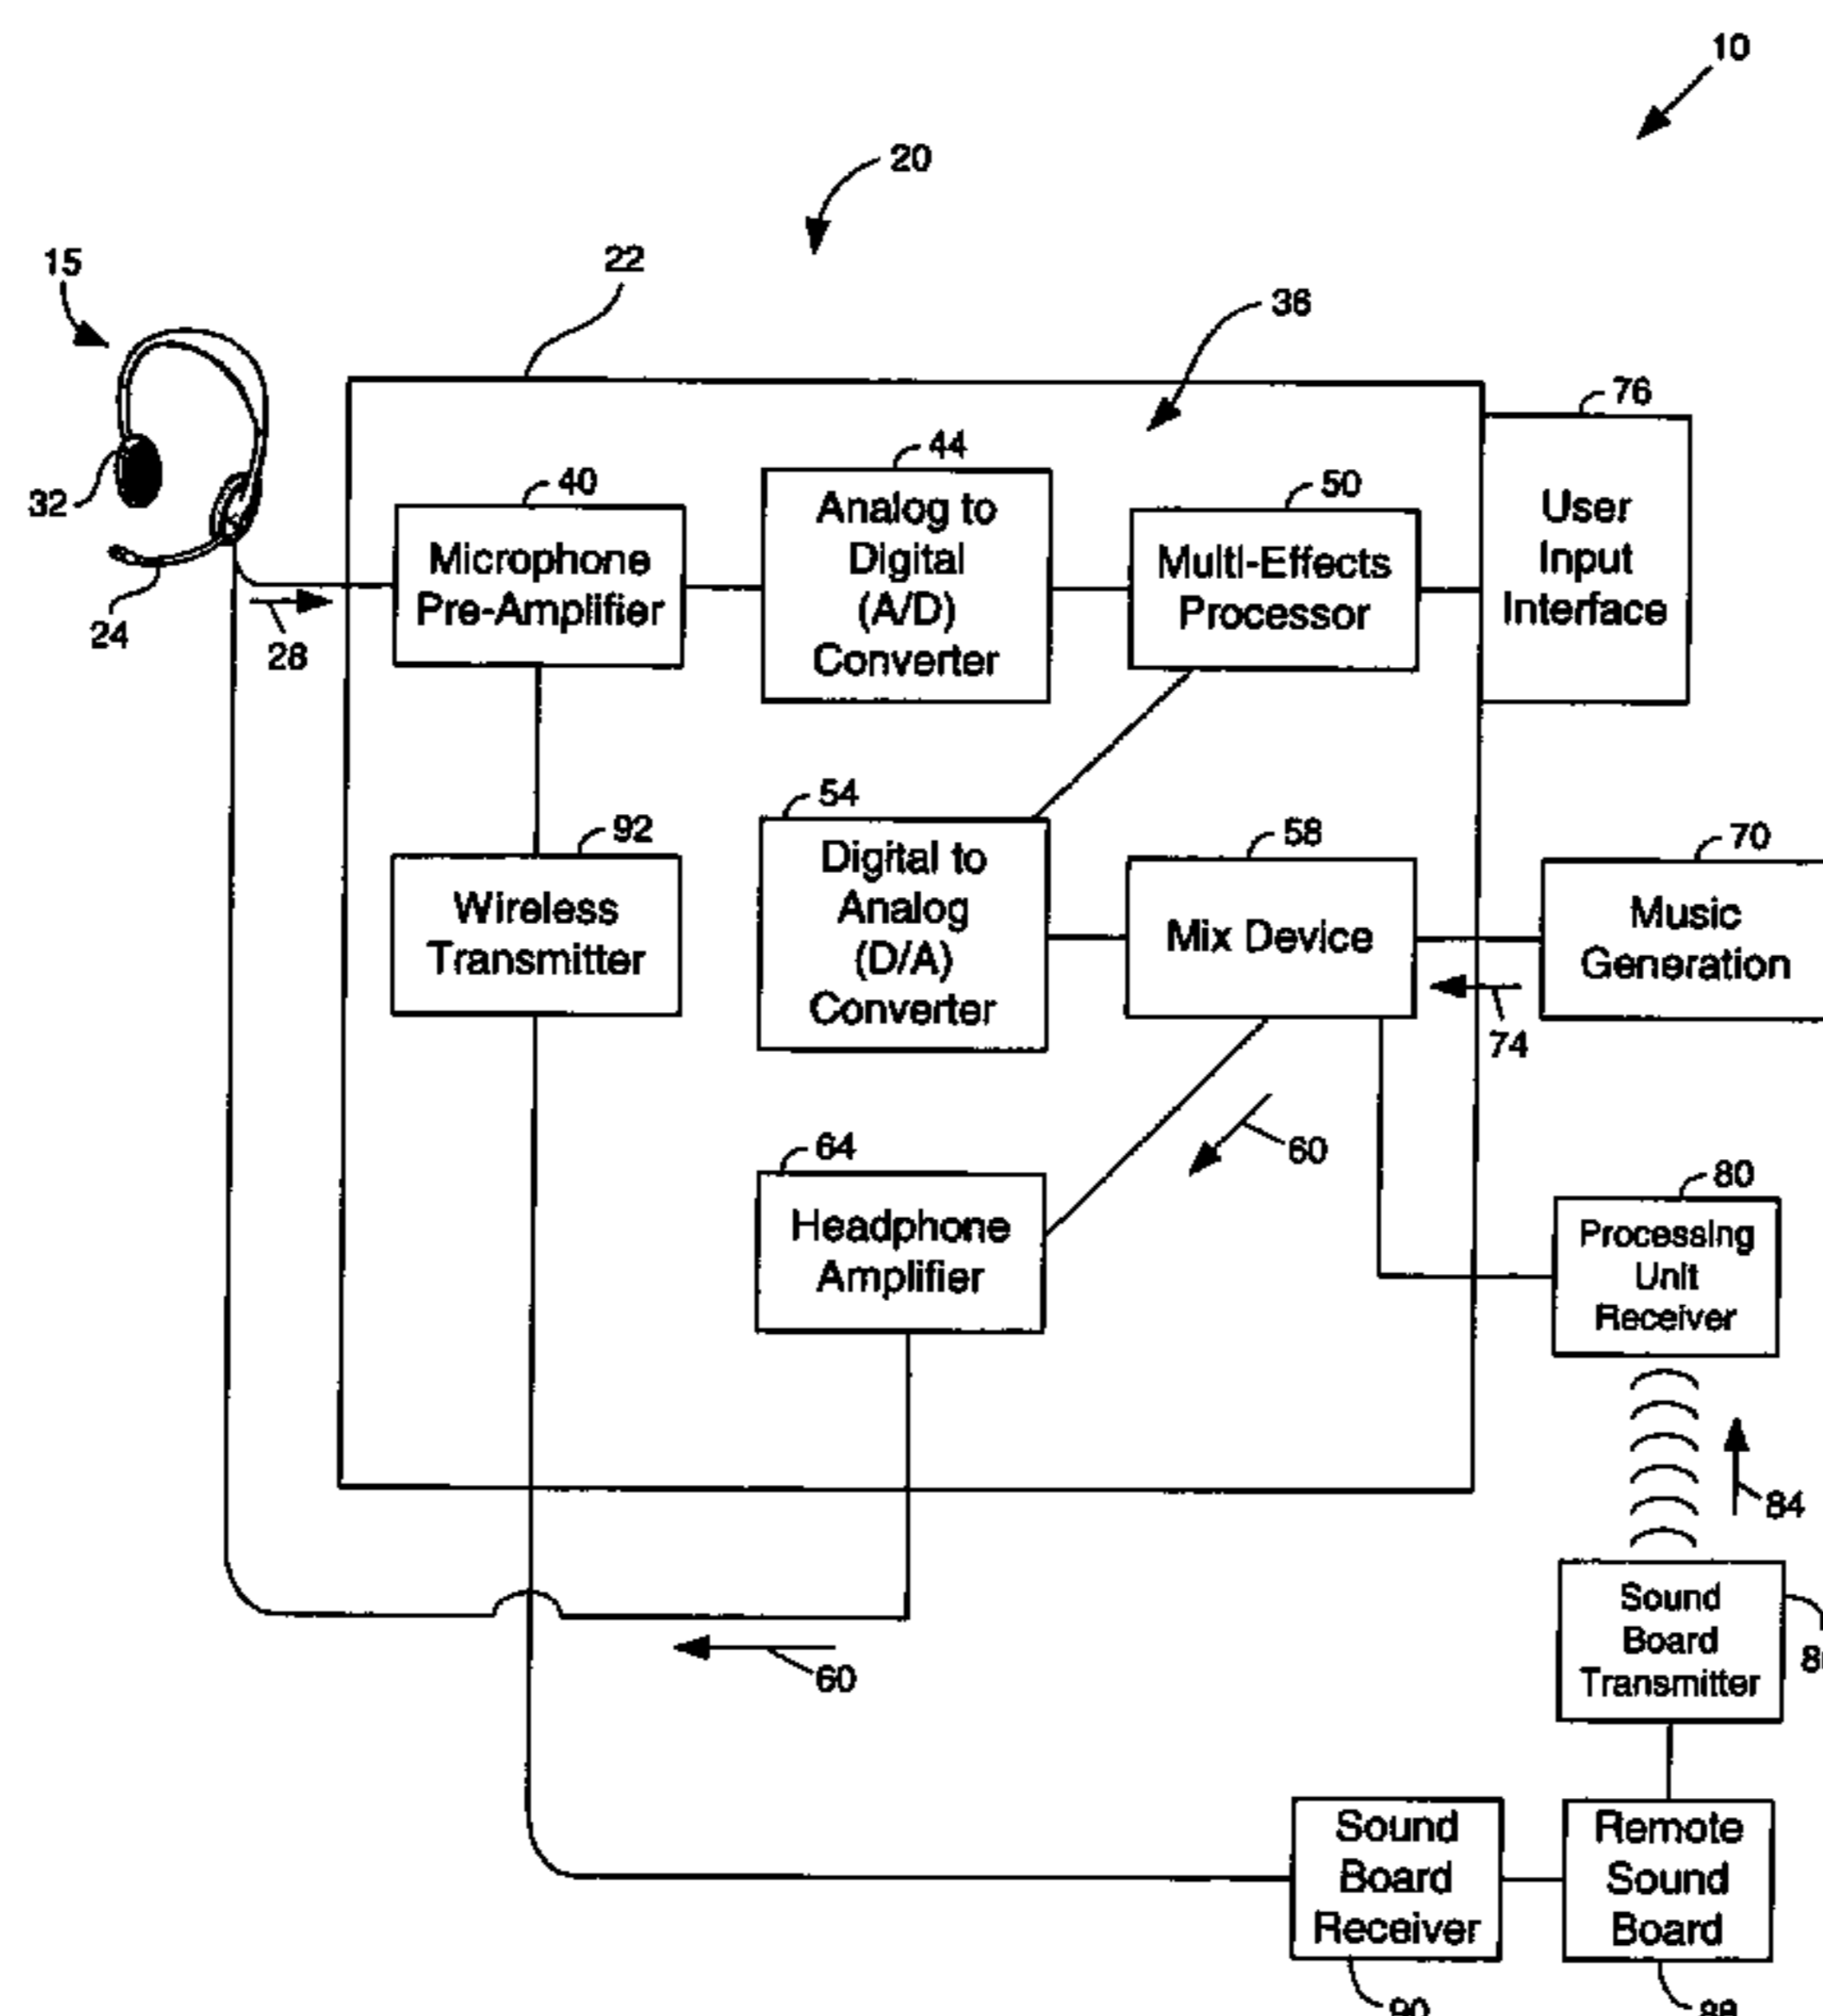 10
20
15
22
36
76
32
24
28
40
Microphone
Pre-Amplifier
44
Analog to
Digital
(A/D)
Converter
50
Multi-Effects
Processor
User
Input
Interface
92
Wireless
Transmitter
54
Digital to
Analog
(D/A)
Converter
58
Mix Device
70
Music
Generation
74
60
64
Headphone
Amplifier
80
Processing
Unit
Receiver
84
60
Sound
Board
Transmitter
Sound
Board
Receiver
90
Remote
Sound
Board
88